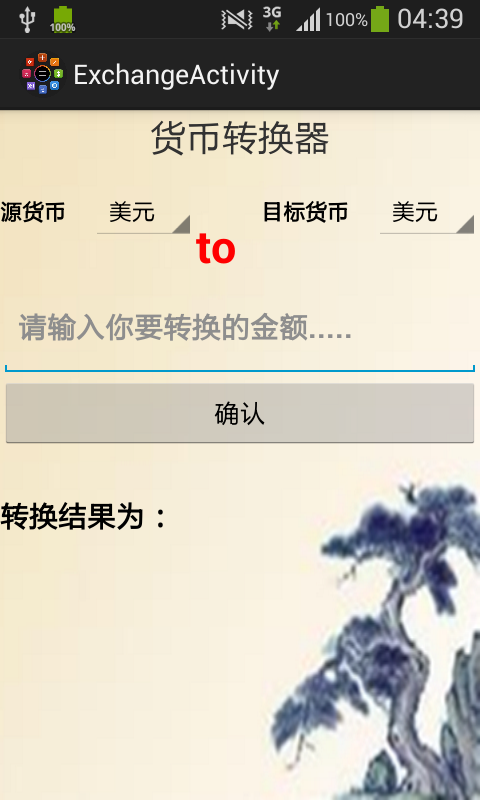 100%
3G
100%
04:39
ExchangeActivity
货币转换器
源货币 美元 to 目标货币 美元
请输入你要转换的金额.....
确认
转换结果为 :